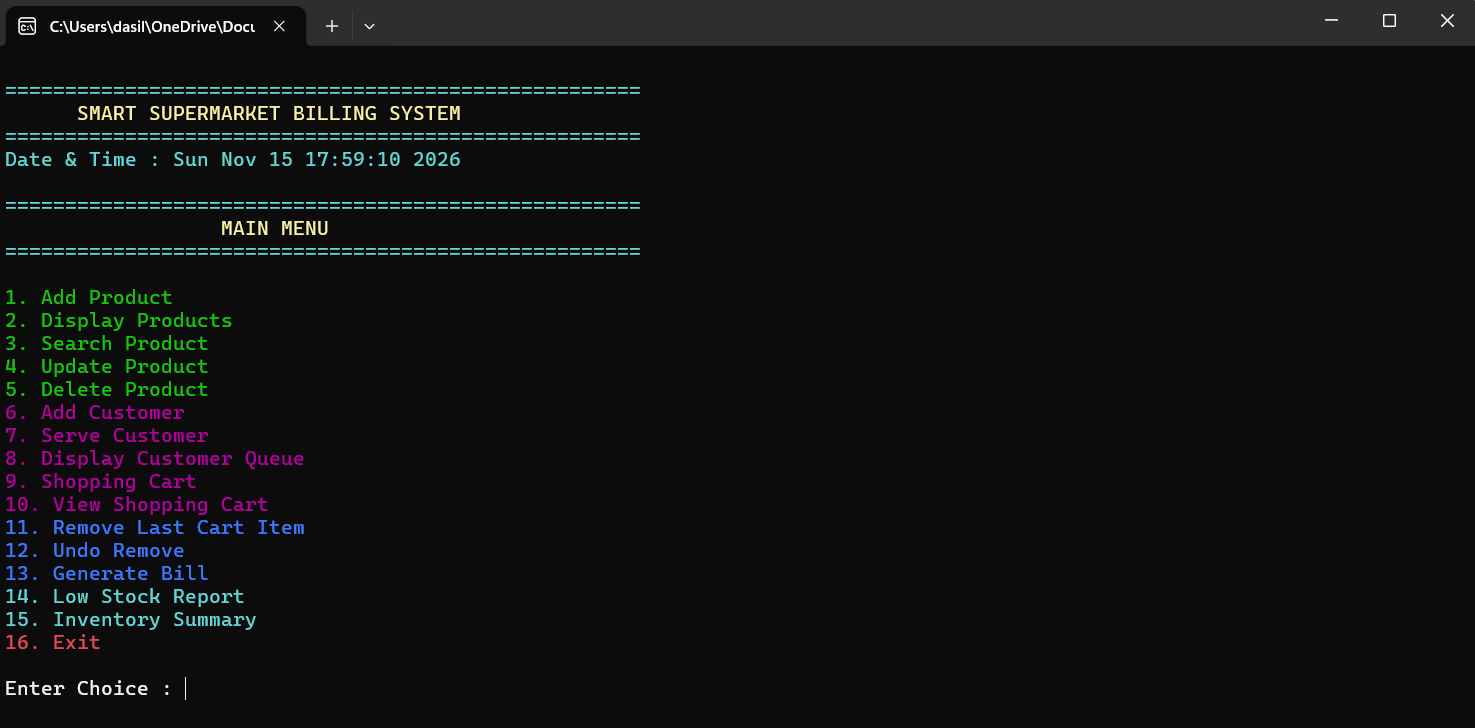 C:\Users\dasil\OneDrive\Docu
=====================================================
SMART SUPERMARKET BILLING SYSTEM
=====================================================
Date & Time : Sun Nov 15 17:59:10 2026
=====================================================
MAIN MENU
=====================================================
1. Add Product
2. Display Products
3. Search Product
4. Update Product
5. Delete Product
6. Add Customer
7. Serve Customer
8. Display Customer Queue
9. Shopping Cart
10. View Shopping Cart
11. Remove Last Cart Item
12. Undo Remove
13. Generate Bill
14. Low Stock Report
15. Inventory Summary
16. Exit
Enter Choice :